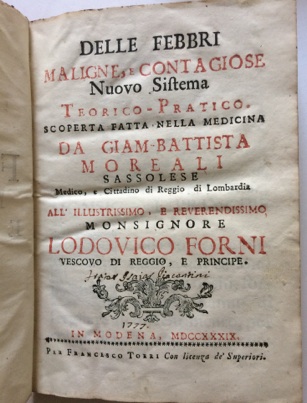 DELLE FEBBRI
MALIGNE, E CONTAGIOSE
Nuovo Sistema
TEORICO-PRATICO.
SCOPERTA FATTA NELLA MEDICINA
DA GIAM-BATTISTA
MOREALI
SASSOLESE
Medico, e Cittadino di Reggio di Lombardia
ALL' ILLUSTRISSIMO, E REVERENDISSIMO
MONSIGNORE
LODOVICO FORNI
VESCOVO DI REGGIO, E PRINCIPE.
1777.
IN MODENA, MDCCXXXIX.
Per Francesco Torri Con licenza de' Superiori.